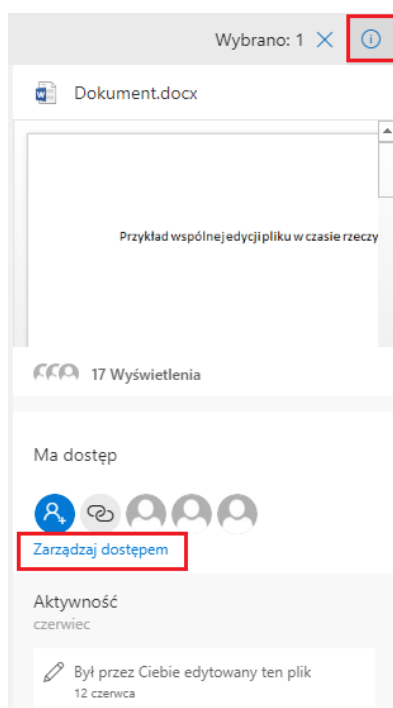 Wybrano: 1
Dokument.docx
Przykład wspólnej edycji pliku w czasie rzeczy
17 Wyświetlenia
Ma dostęp
Zarządzaj dostępem
Aktywność
czerwiec
Był przez Ciebie edytowany ten plik
12 czerwca